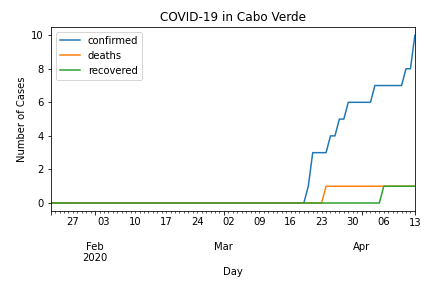 COVID-19 in Cabo Verde
confirmed
deaths
recovered
Number of Cases
10
8
6
4
2
0
27 03 10 17 24 02 09 16 23 30 06 13
Feb Mar Apr
2020
Day